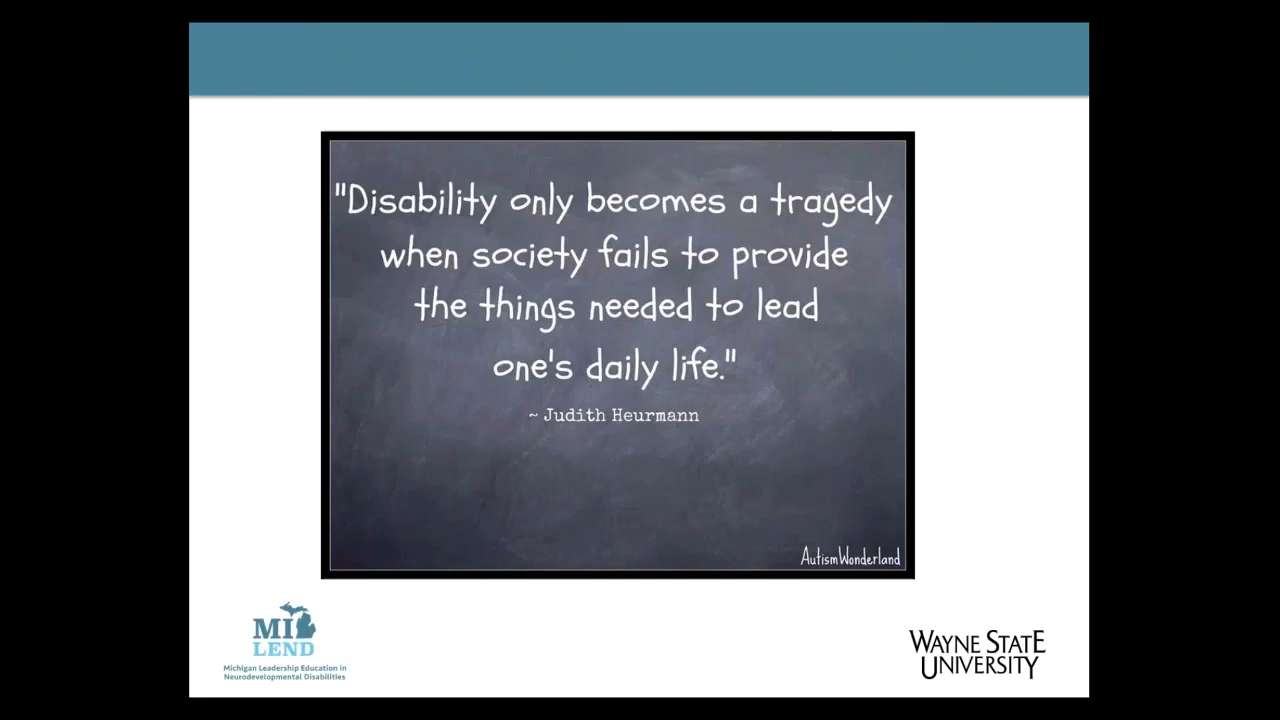 "Disability only becomes a tragedy
when society fails to provide
the things needed to lead
one's daily life."
~ Judith Heurmann
AutismWonderland
MI
LEND
Michigan Leadership Education in
Neurodevelopmental Disabilities
WAYNE STATE
UNIVERSITY